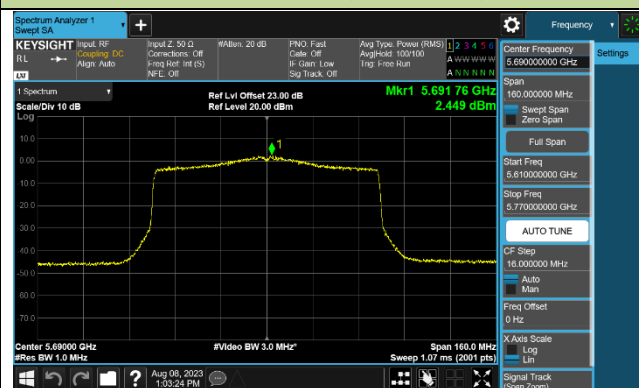 Spectrum Analyzer 1
Swept SA
+
Frequency
KEYSIGHT
RL
LXI
Input: RF
Coupling: DC
Align: Auto
Input Z: 50 Ω
Corrections: Off
Freq Ref: Int (S)
NFE: Off
#Atten: 20 dB
PNO: Fast
Gate: Off
IF Gain: Low
Sig Track: Off
Avg Type: Power (RMS)
Avg|Hold: 100/100
Trig: Free Run
1 2 3 4 5 6
A W W W W W
A N N N N N
1 Spectrum
Scale/Div 10 dB
Log
Ref Lvl Offset 23.00 dB
Ref Level 20.00 dBm
Mkr1 5.691 76 GHz
2.449 dBm
1
10.0
0.00
10.0
20.0
30.0
40.0
-50.0
60.0
70.0
Center 5.69000 GHz
#Res BW 1.0 MHz
#Video BW 3.0 MHz*
Span 160.0 MHz
Sweep 1.07 ms (2001 pts)
Aug 08, 2023
1:03:24 PM
?
Center Frequency
5.690000000 GHz
Span
160.000000 MHz
Swept Span
Zero Span
Full Span
Start Freq
5.610000000 GHz
Stop Freq
5.770000000 GHz
AUTO TUNE
CF Step
16.000000 MHz
Auto
Man
Freq Offset
0 Hz
X Axis Scale
Log
Lin
Signal Track
(Span Zoom)
Settings